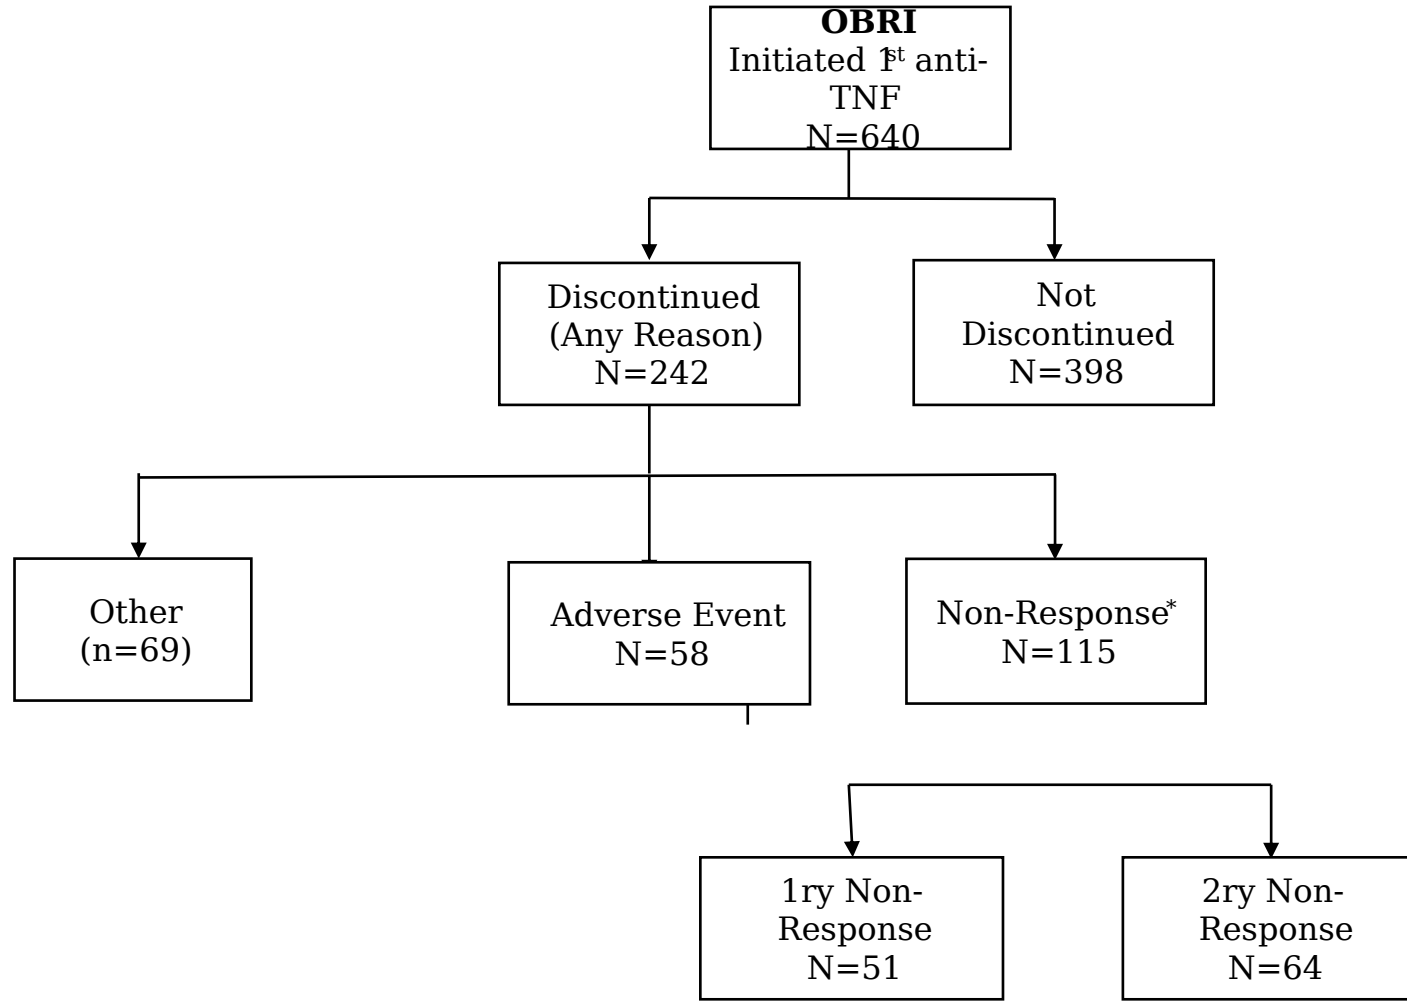 OBRI
Initiated 1st anti-
TNF
N=640
Discontinued
(Any Reason)
N=242
Not
Discontinued
N=398
Other
(n=69)
Adverse Event
N=58
Non-Response*
N=115
1ry Non-
Response
N=51
2ry Non-
Response
N=64